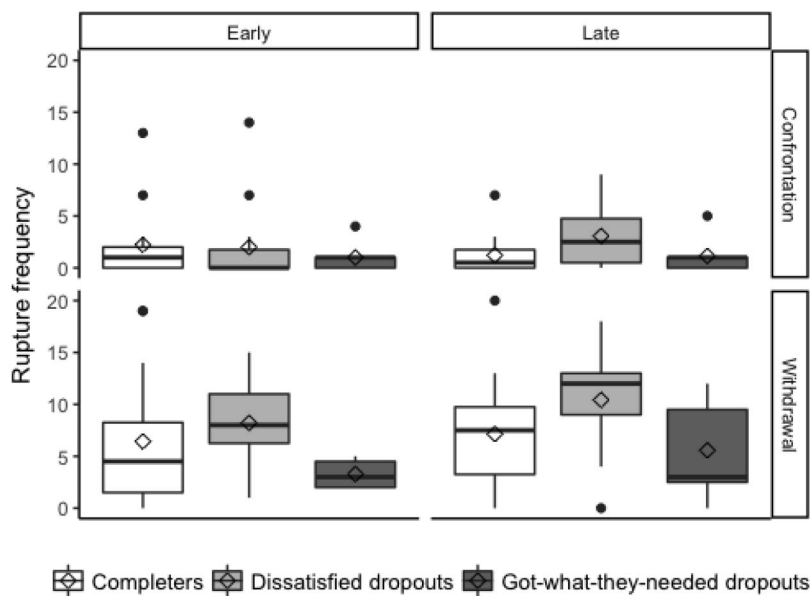 Early Late
20
15
10
5
0
Confrontation
20
15
10
5
0
Withdrawal
Rupture frequency
Completers Dissatisfied dropouts Got-what-they-needed dropouts